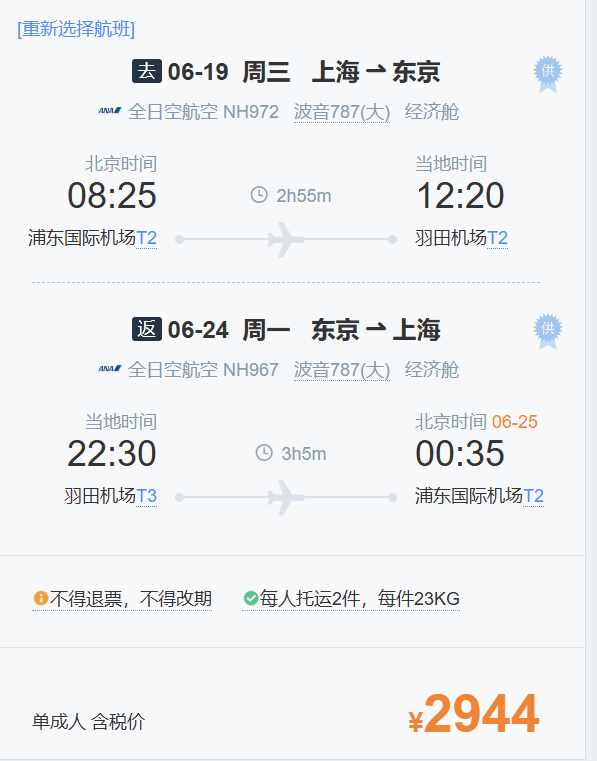 [重新选择航班]
去 06-19 周三 上海 ⇀ 东京
供
ANA 全日空航空 NH972 波音787(大) 经济舱
北京时间 当地时间
08:25 2h55m 12:20
浦东国际机场T2 羽田机场T2
返 06-24 周一 东京 ⇀ 上海
供
ANA 全日空航空 NH967 波音787(大) 经济舱
当地时间 北京时间 06-25
22:30 3h5m 00:35
羽田机场T3 浦东国际机场T2
不得退票，不得改期 每人托运2件，每件23KG
单成人 含税价 ¥2944